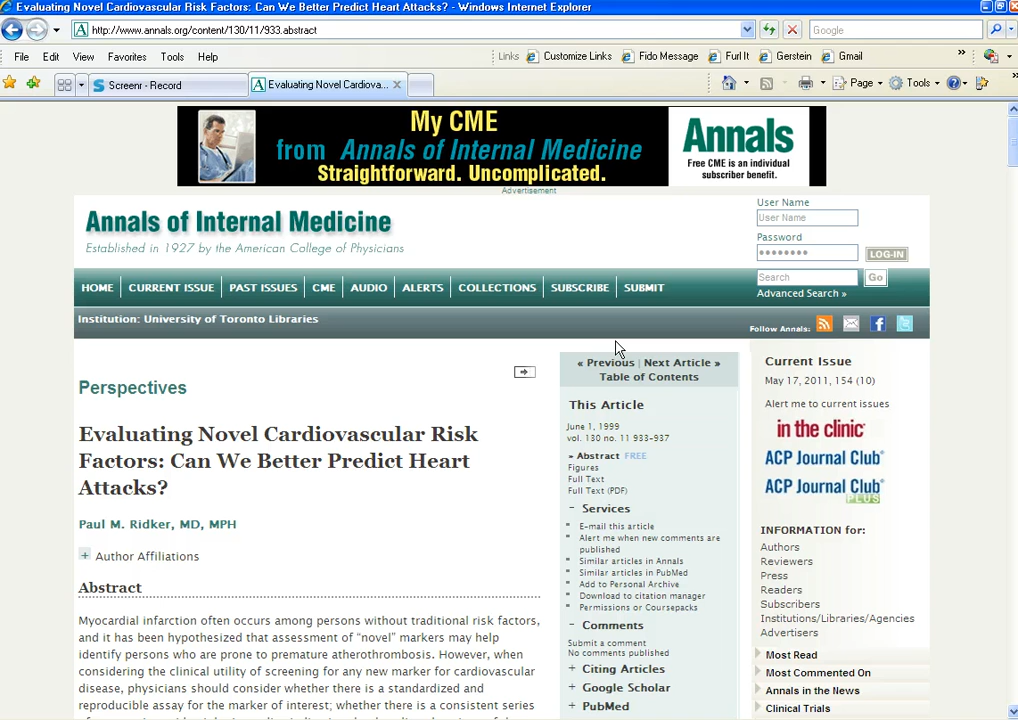 Evaluating Novel Cardiovascular Risk Factors: Can We Better Predict Heart Attacks? - Windows Internet Explorer
http://www.annals.org/content/130/11/933.abstract
Google
File Edit View Favorites Tools Help
Links Customize Links Fido Message Furl It Gerstein Gmail
Screenr - Record
Evaluating Novel Cardiova...
Page Tools
My CME
from Annals of Internal Medicine
Straightforward. Uncomplicated.
Annals
Free CME is an individual
subscriber benefit.
Advertisement
Annals of Internal Medicine
Established in 1927 by the American College of Physicians
User Name
User Name
Password
LOG-IN
Search
Go
Advanced Search »
HOME CURRENT ISSUE PAST ISSUES CME AUDIO ALERTS COLLECTIONS SUBSCRIBE SUBMIT
Institution: University of Toronto Libraries
Follow Annals:
Perspectives
Evaluating Novel Cardiovascular Risk
Factors: Can We Better Predict Heart
Attacks?
Paul M. Ridker, MD, MPH
+ Author Affiliations
Abstract
Myocardial infarction often occurs among persons without traditional risk factors,
and it has been hypothesized that assessment of “novel” markers may help
identify persons who are prone to premature atherothrombosis. However, when
considering the clinical utility of screening for any new marker for cardiovascular
disease, physicians should consider whether there is a standardized and
reproducible assay for the marker of interest; whether there is a consistent series
« Previous | Next Article »
Table of Contents
This Article
June 1, 1999
vol. 130 no. 11 933-937
» Abstract FREE
Figures
Full Text
Full Text (PDF)
− Services
E-mail this article
Alert me when new comments are
published
Similar articles in Annals
Similar articles in PubMed
Add to Personal Archive
Download to citation manager
Permissions or Coursepacks
− Comments
Submit a comment
No comments published
+ Citing Articles
+ Google Scholar
+ PubMed
Current Issue
May 17, 2011, 154 (10)
Alert me to current issues
in the clinic
ACP Journal Club
ACP Journal Club
PLUS
INFORMATION for:
Authors
Reviewers
Press
Readers
Subscribers
Institutions/Libraries/Agencies
Advertisers
Most Read
Most Commented On
Annals in the News
Clinical Trials